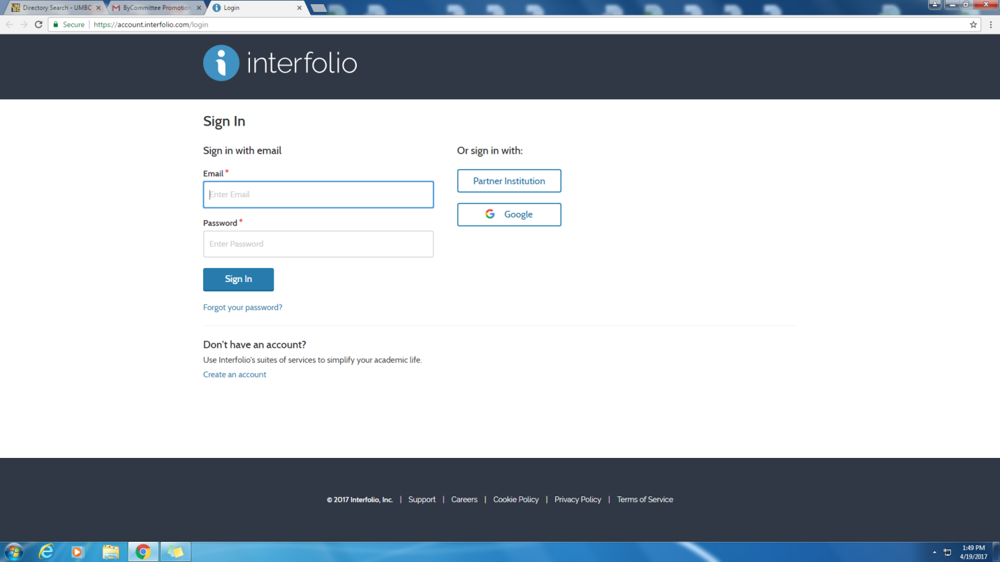 Directory Search - UMBC
ByCommittee Promotion
Login
Secure
https://account.interfolio.com/login
interfolio
Sign In
Sign in with email
Or sign in with:
Email *
Enter Email
Partner Institution
Google
Password *
Enter Password
Sign In
Forgot your password?
Don't have an account?
Use Interfolio's suites of services to simplify your academic life.
Create an account
© 2017 Interfolio, Inc. | Support | Careers | Cookie Policy | Privacy Policy | Terms of Service
1:49 PM
4/19/2017